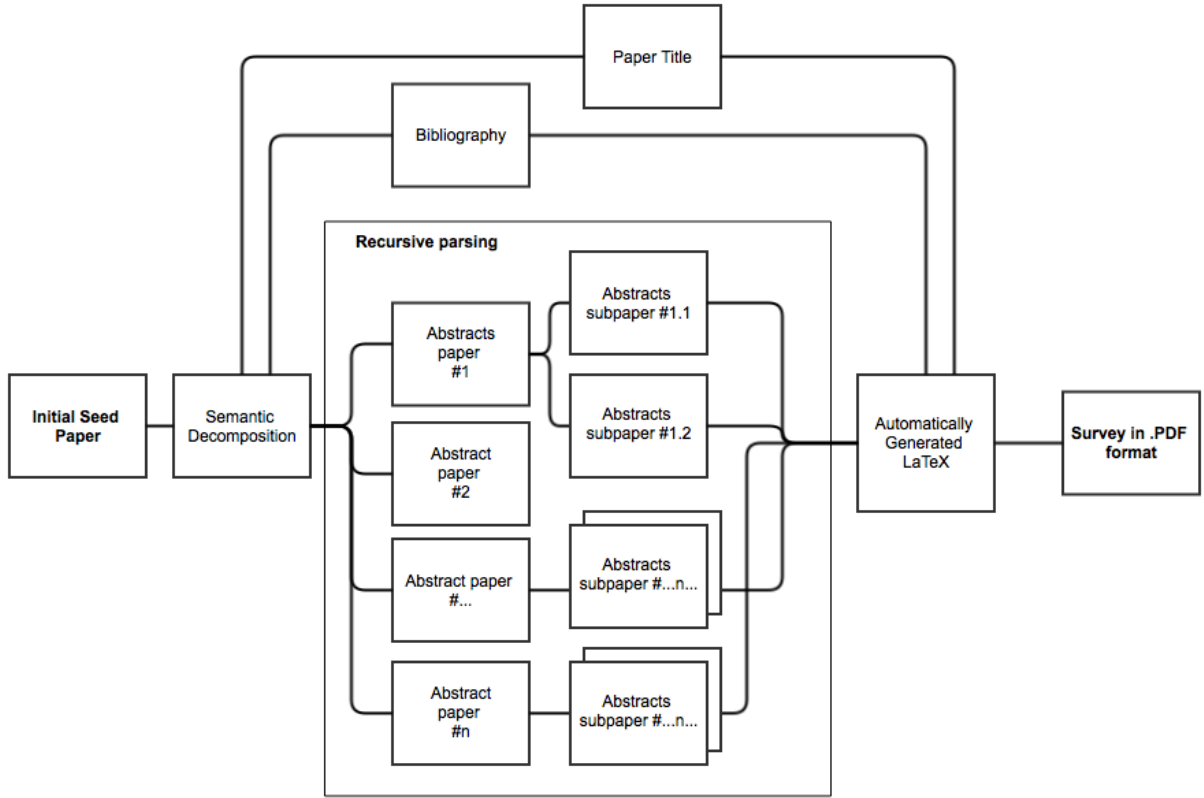 Paper Title
Bibliography
Recursive parsing
Abstracts
subpaper #1.1
Abstracts
paper
#1
Initial Seed
Paper
Semantic
Decomposition
Abstracts
subpaper #1.2
Automatically
Generated
LaTeX
Survey in .PDF
format
Abstract
paper
#2
Abstract paper
#...
Abstracts
subpaper #...n...
Abstract
paper
#n
Abstracts
subpaper #...n...